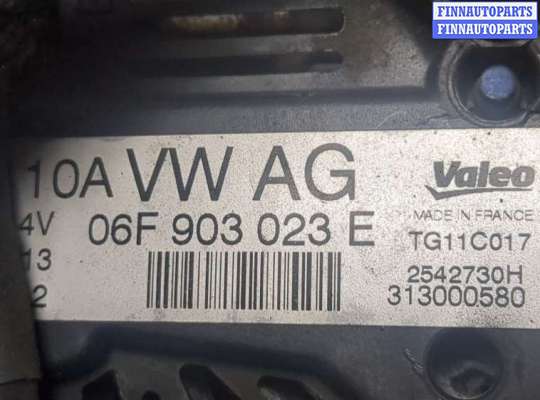 FINNAUTOPARTS
FINNAUTOPARTS
10A VW AG
Valeo
4V 06F 903 023 E
MADE IN FRANCE
13
TG11C017
2
2542730H
313000580